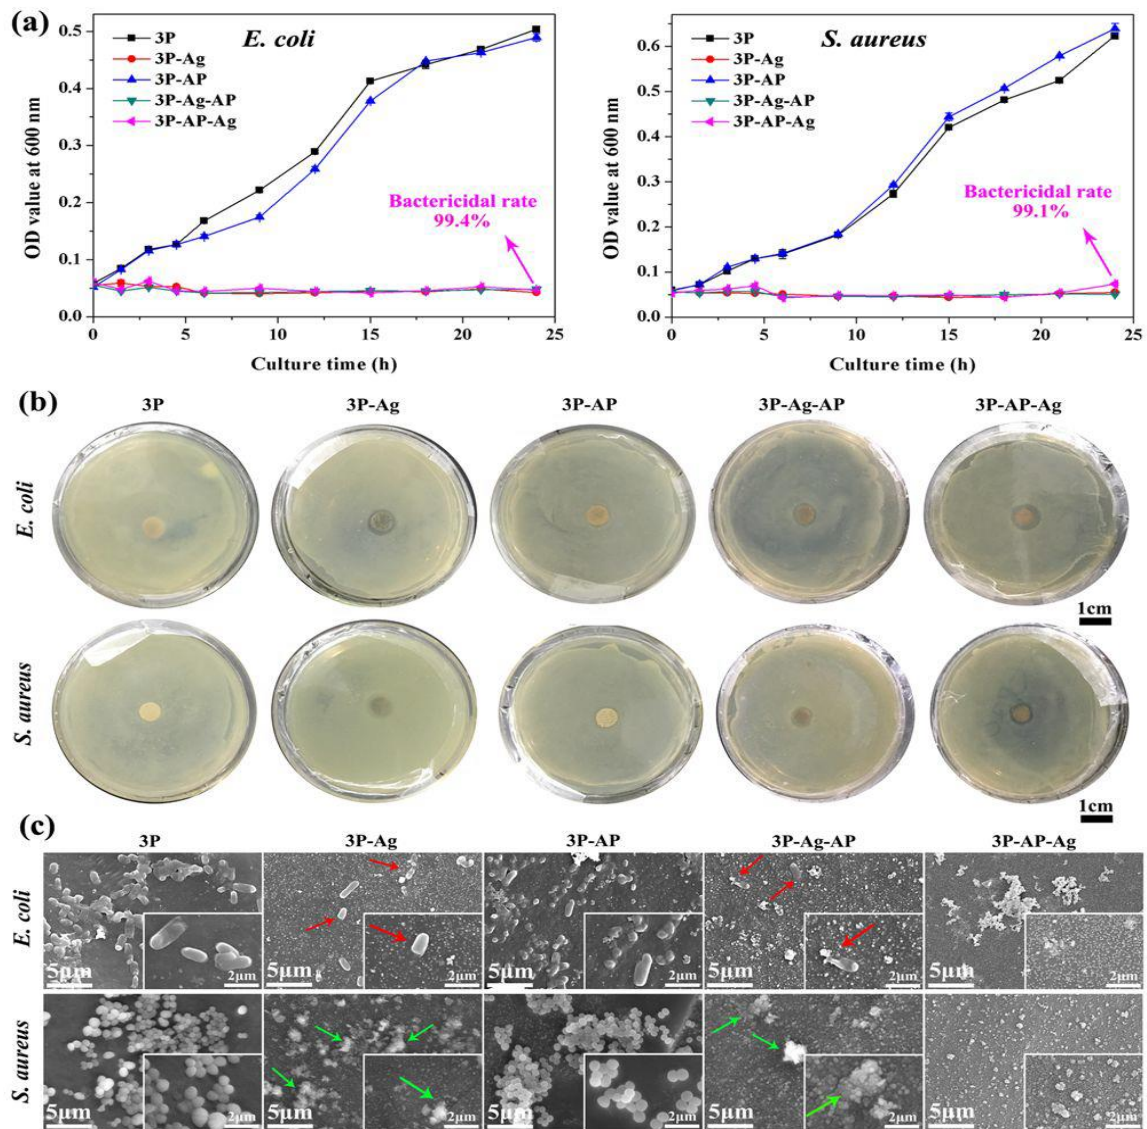 (a)
E. coli
3P
3P-Ag
3P-AP
3P-Ag-AP
3P-AP-Ag
Bactericidal rate
99.4%
OD value at 600 nm
0.5
0.4
0.3
0.2
0.1
0.0
0 5 10 15 20 25
Culture time (h)
S. aureus
3P
3P-Ag
3P-AP
3P-Ag-AP
3P-AP-Ag
Bactericidal rate
99.1%
OD value at 600 nm
0.6
0.5
0.4
0.3
0.2
0.1
0.0
0 5 10 15 20 25
Culture time (h)
(b)
3P 3P-Ag 3P-AP 3P-Ag-AP 3P-AP-Ag
E. coli
1cm
S. aureus
1cm
(c)
3P 3P-Ag 3P-AP 3P-Ag-AP 3P-AP-Ag
E. coli
5μm 2μm 5μm 2μm 5μm 2μm 5μm 2μm 5μm 2μm
S. aureus
5μm 2μm 5μm 2μm 5μm 2μm 5μm 2μm 5μm 2μm